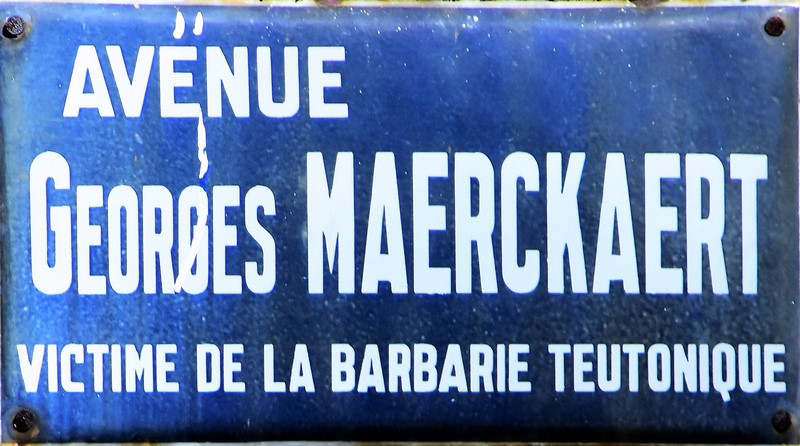 AVENUE
GEORGES MAERCKAERT
VICTIME DE LA BARBARIE TEUTONIQUE